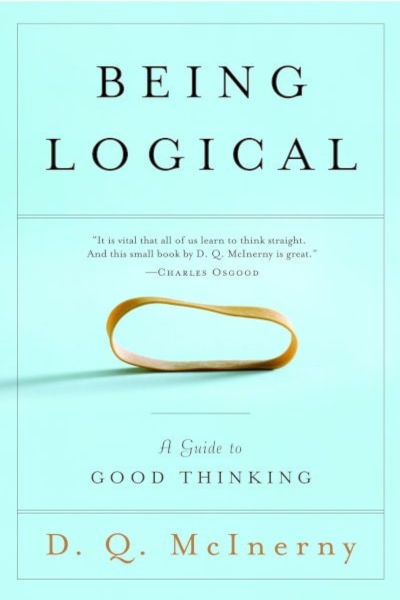 BEING
LOGICAL
"It is vital that all of us learn to think straight.
And this small book by D. Q. McInerny is great."
—Charles Osgood
A Guide to
GOOD THINKING
D. Q. McInerny